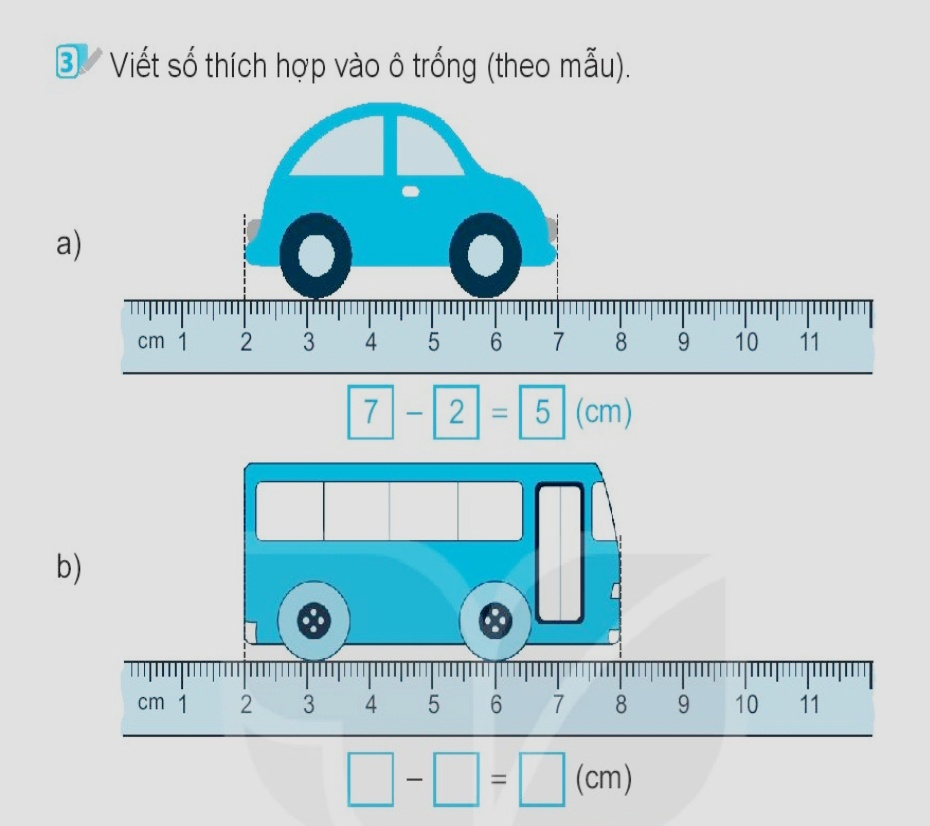 3 Viết số thích hợp vào ô trống (theo mẫu).
a)
cm 1 2 3 4 5 6 7 8 9 10 11
7 – 2 = 5 (cm)
b)
cm 1 2 3 4 5 6 7 8 9 10 11
– = (cm)